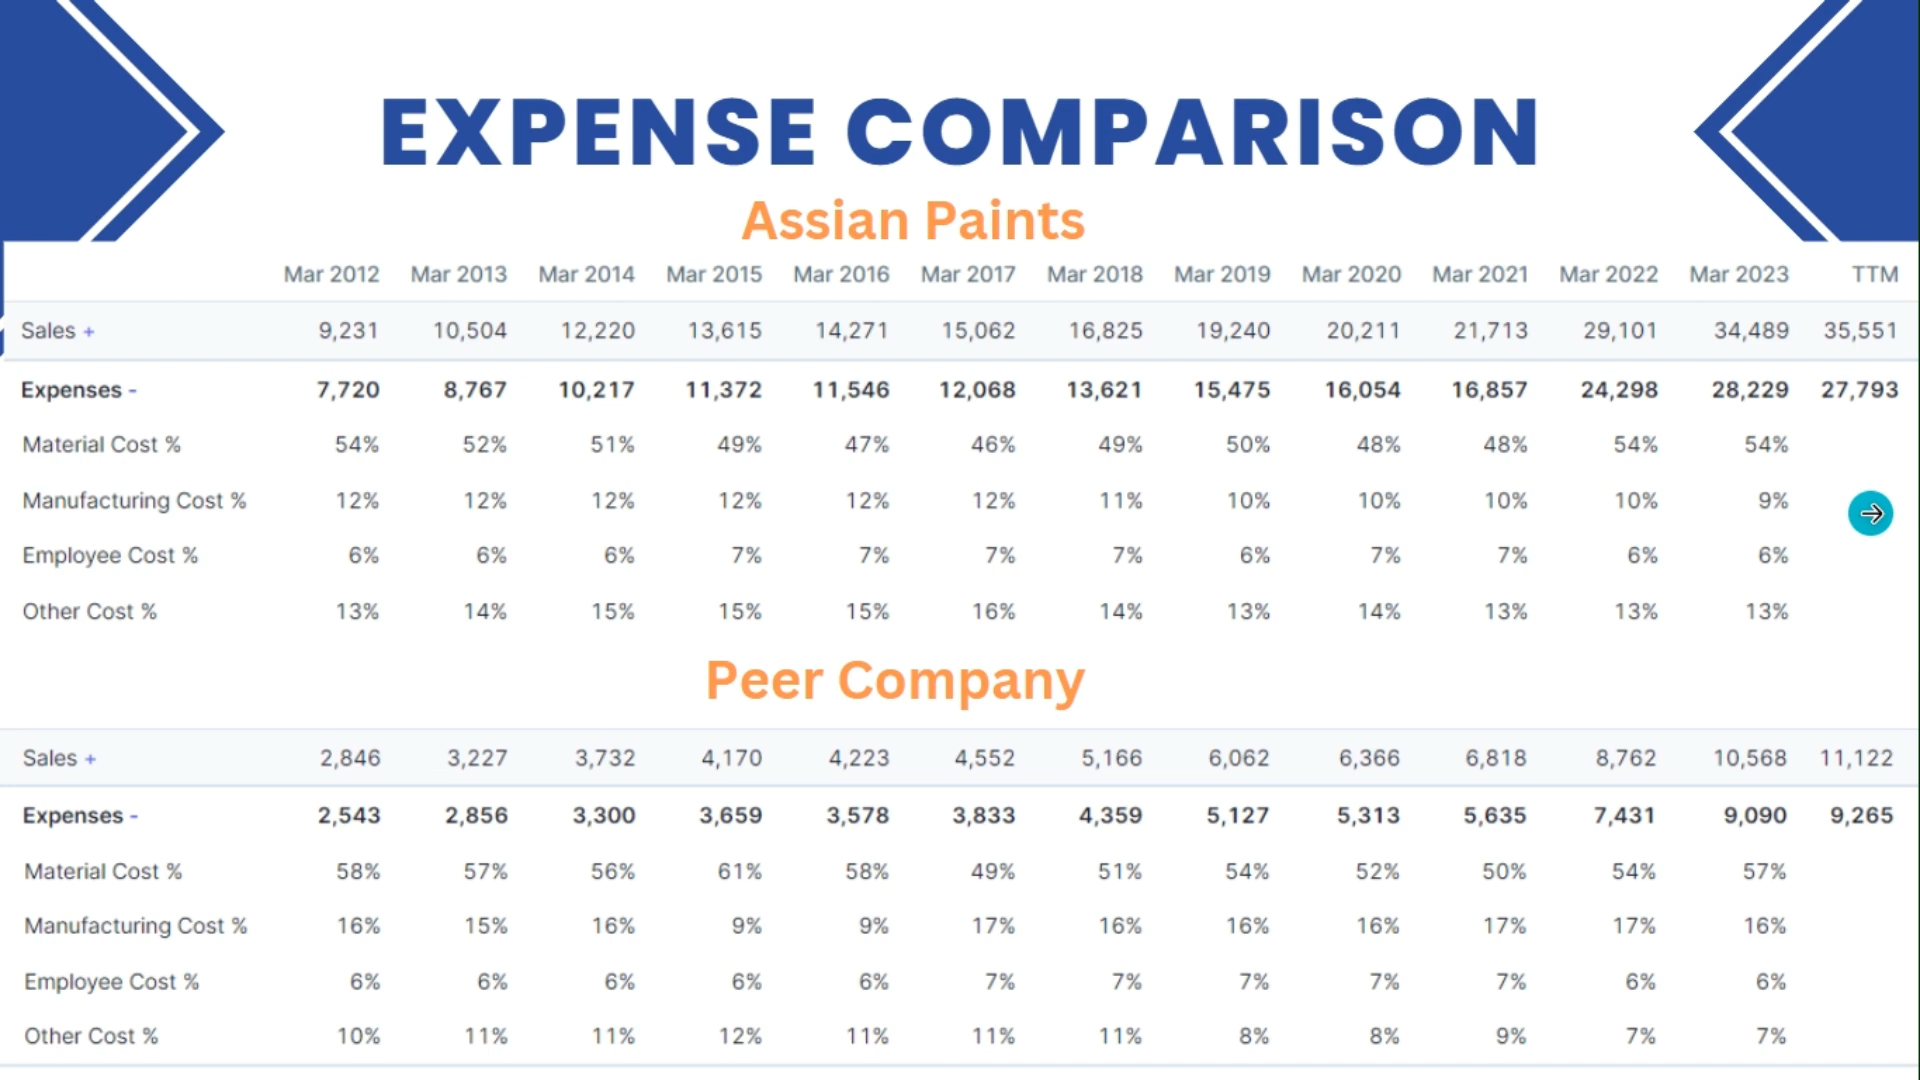 EXPENSE COMPARISON
Assian Paints
Mar 2012 Mar 2013 Mar 2014 Mar 2015 Mar 2016 Mar 2017 Mar 2018 Mar 2019 Mar 2020 Mar 2021 Mar 2022 Mar 2023 TTM
Sales + 9,231 10,504 12,220 13,615 14,271 15,062 16,825 19,240 20,211 21,713 29,101 34,489 35,551
Expenses - 7,720 8,767 10,217 11,372 11,546 12,068 13,621 15,475 16,054 16,857 24,298 28,229 27,793
Material Cost % 54% 52% 51% 49% 47% 46% 49% 50% 48% 48% 54% 54%
Manufacturing Cost % 12% 12% 12% 12% 12% 12% 11% 10% 10% 10% 10% 9%
Employee Cost % 6% 6% 6% 7% 7% 7% 7% 6% 7% 7% 6% 6%
Other Cost % 13% 14% 15% 15% 15% 16% 14% 13% 14% 13% 13% 13%
Peer Company
Sales + 2,846 3,227 3,732 4,170 4,223 4,552 5,166 6,062 6,366 6,818 8,762 10,568 11,122
Expenses - 2,543 2,856 3,300 3,659 3,578 3,833 4,359 5,127 5,313 5,635 7,431 9,090 9,265
Material Cost % 58% 57% 56% 61% 58% 49% 51% 54% 52% 50% 54% 57%
Manufacturing Cost % 16% 15% 16% 9% 9% 17% 16% 16% 16% 17% 17% 16%
Employee Cost % 6% 6% 6% 6% 6% 7% 7% 7% 7% 7% 6% 6%
Other Cost % 10% 11% 11% 12% 11% 11% 11% 8% 8% 9% 7% 7%